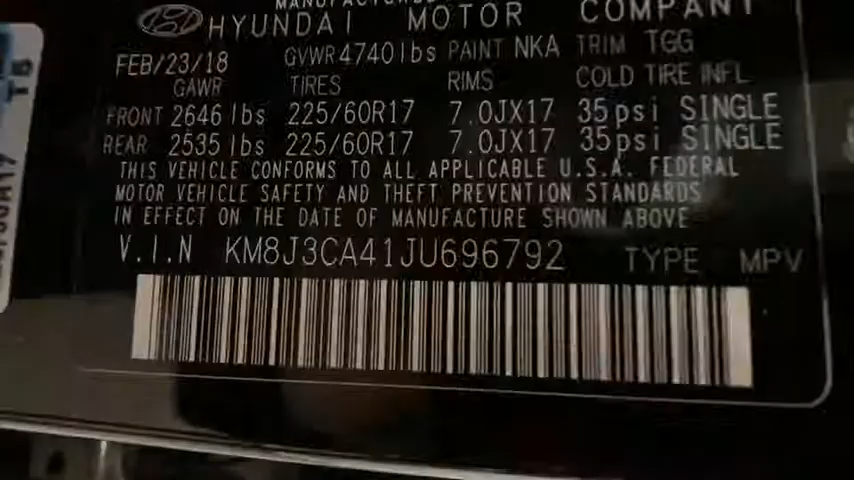 MANUFACTURED
HYUNDAI MOTOR COMPANY
FEB/23/18 GVWR 4740 lbs PAINT NKA TRIM TGG
GAWR TIRES RIMS COLD TIRE INFL
FRONT 2646 lbs 225/60R17 7.0JX17 35psi SINGLE
REAR 2535 lbs 225/60R17 7.0JX17 35psi SINGLE
THIS VEHICLE CONFORMS TO ALL APPLICABLE U.S.A. FEDERAL
MOTOR VEHICLE SAFETY AND THEFT PREVENTION STANDARDS
IN EFFECT ON THE DATE OF MANUFACTURE SHOWN ABOVE
V.I.N KM8J3CA41JU696792 TYPE MPV